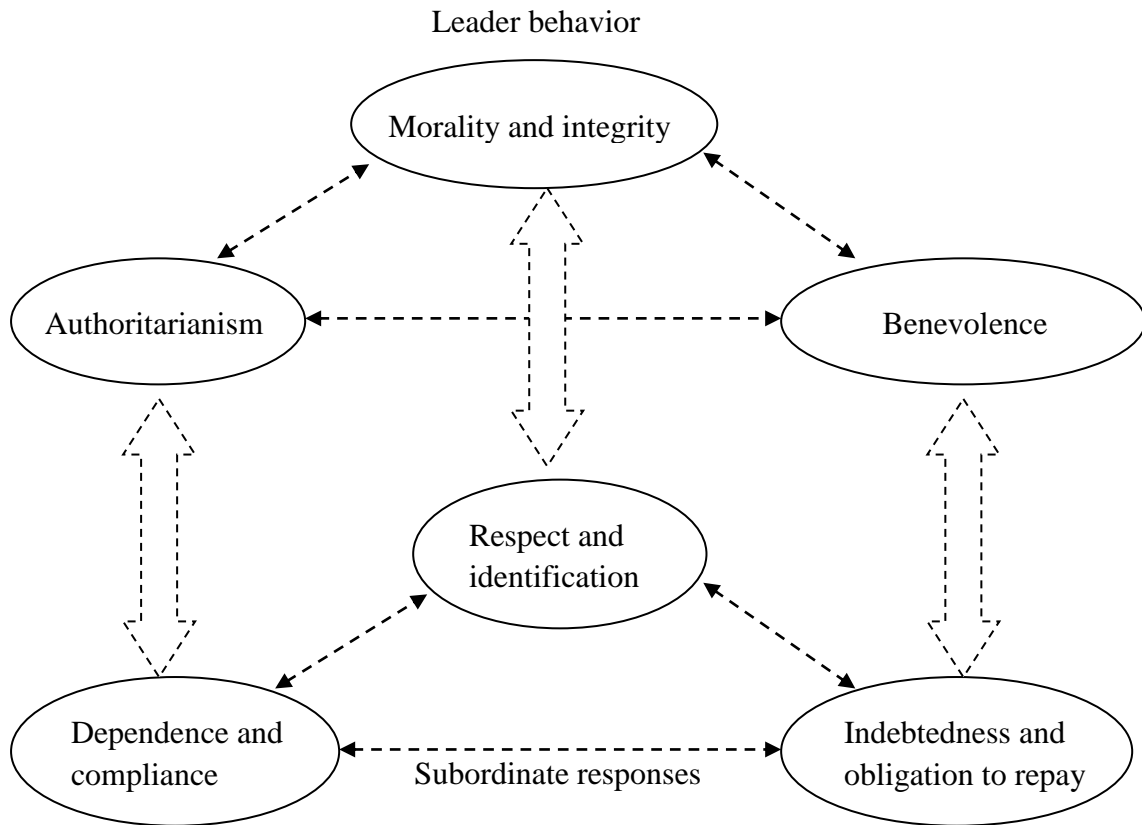 Leader behavior
Morality and integrity
Authoritarianism
Benevolence
Respect and
identification
Dependence and
compliance
Indebtedness and
obligation to repay
Subordinate responses